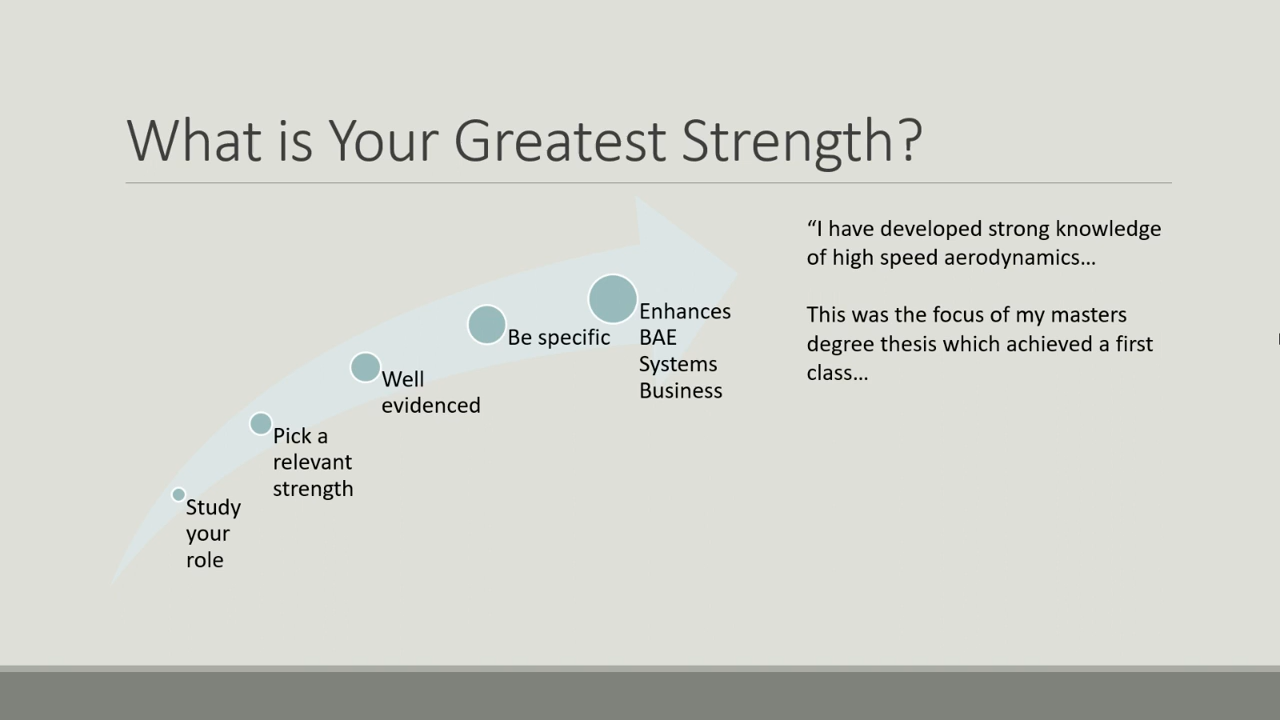 What is Your Greatest Strength?
Study
your
role
Pick a
relevant
strength
Well
evidenced
Be specific
Enhances
BAE
Systems
Business
“I have developed strong knowledge
of high speed aerodynamics...
This was the focus of my masters
degree thesis which achieved a first
class...